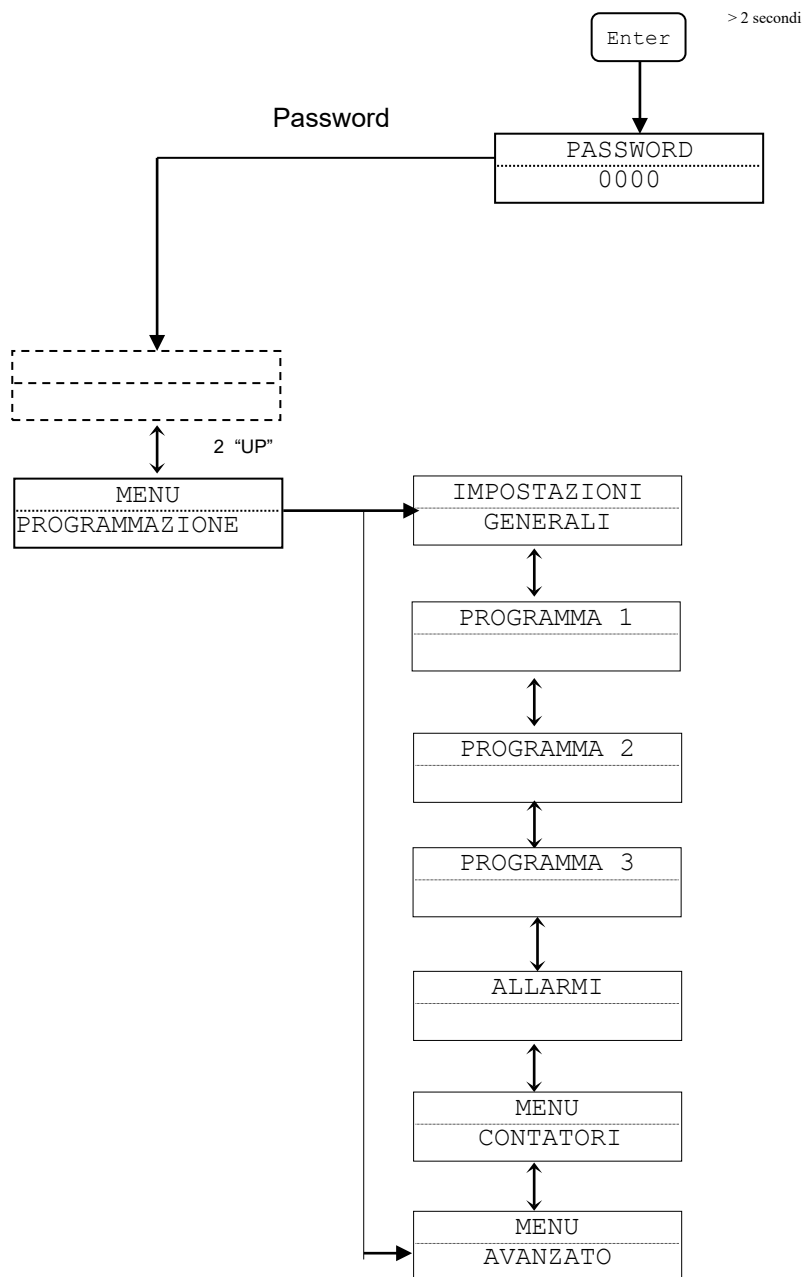 > 2 secondi
Enter
Password
PASSWORD
0000
2 “UP”
MENU
PROGRAMMAZIONE
IMPOSTAZIONI
GENERALI
PROGRAMMA 1
PROGRAMMA 2
PROGRAMMA 3
ALLARMI
MENU
CONTATORI
MENU
AVANZATO